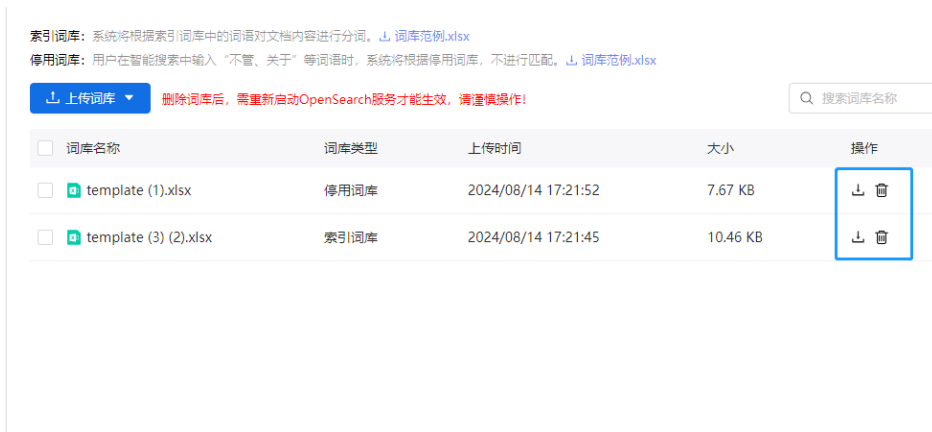 索引词库：系统将根据索引词库中的词语对文档内容进行分词。词库范例.xlsx
停用词库：用户在智能搜索中输入“不管、关于”等词语时，系统将根据停用词库，不进行匹配。词库范例.xlsx
上传词库 删除词库后，需重新启动OpenSearch服务才能生效，请谨慎操作！ 搜索词库名称
词库名称 词库类型 上传时间 大小 操作
template (1).xlsx 停用词库 2024/08/14 17:21:52 7.67 KB
template (3) (2).xlsx 索引词库 2024/08/14 17:21:45 10.46 KB